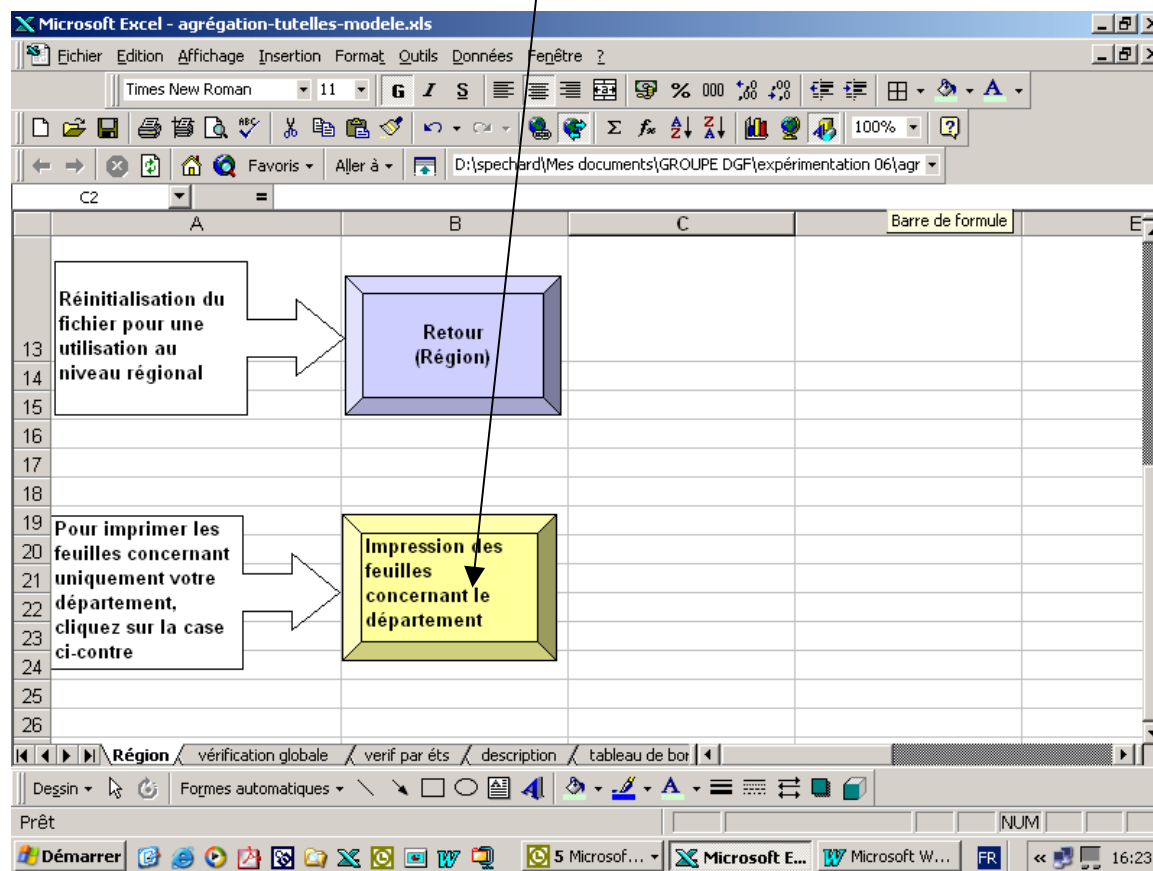 Microsoft Excel - agrégation-tutelles-modele.xls
Eichier Edition Affichage Insertion Format Outils Données Fenêtre ?
Times New Roman 11 G I S % 000
Σ fx 100%
Favoris Aller à D:\spechard\Mes documents\GROUPE DGF\expérimentation 06\agr
C2 =
Barre de formule
A B C E
Réinitialisation du
fichier pour une
utilisation au
niveau régional
Retour
(Région)
13
14
15
16
17
18
19
20
21
22
23
24
25
26
Pour imprimer les
feuilles concernant
uniquement votre
département,
cliquez sur la case
ci-contre
Impression des
feuilles
concernant le
département
Région vérification globale verif par éts description tableau de bor
Dessin Formes automatiques
Prêt NUM
Démarrer 5 Microsof... Microsoft E... Microsoft W... FR « 16:23